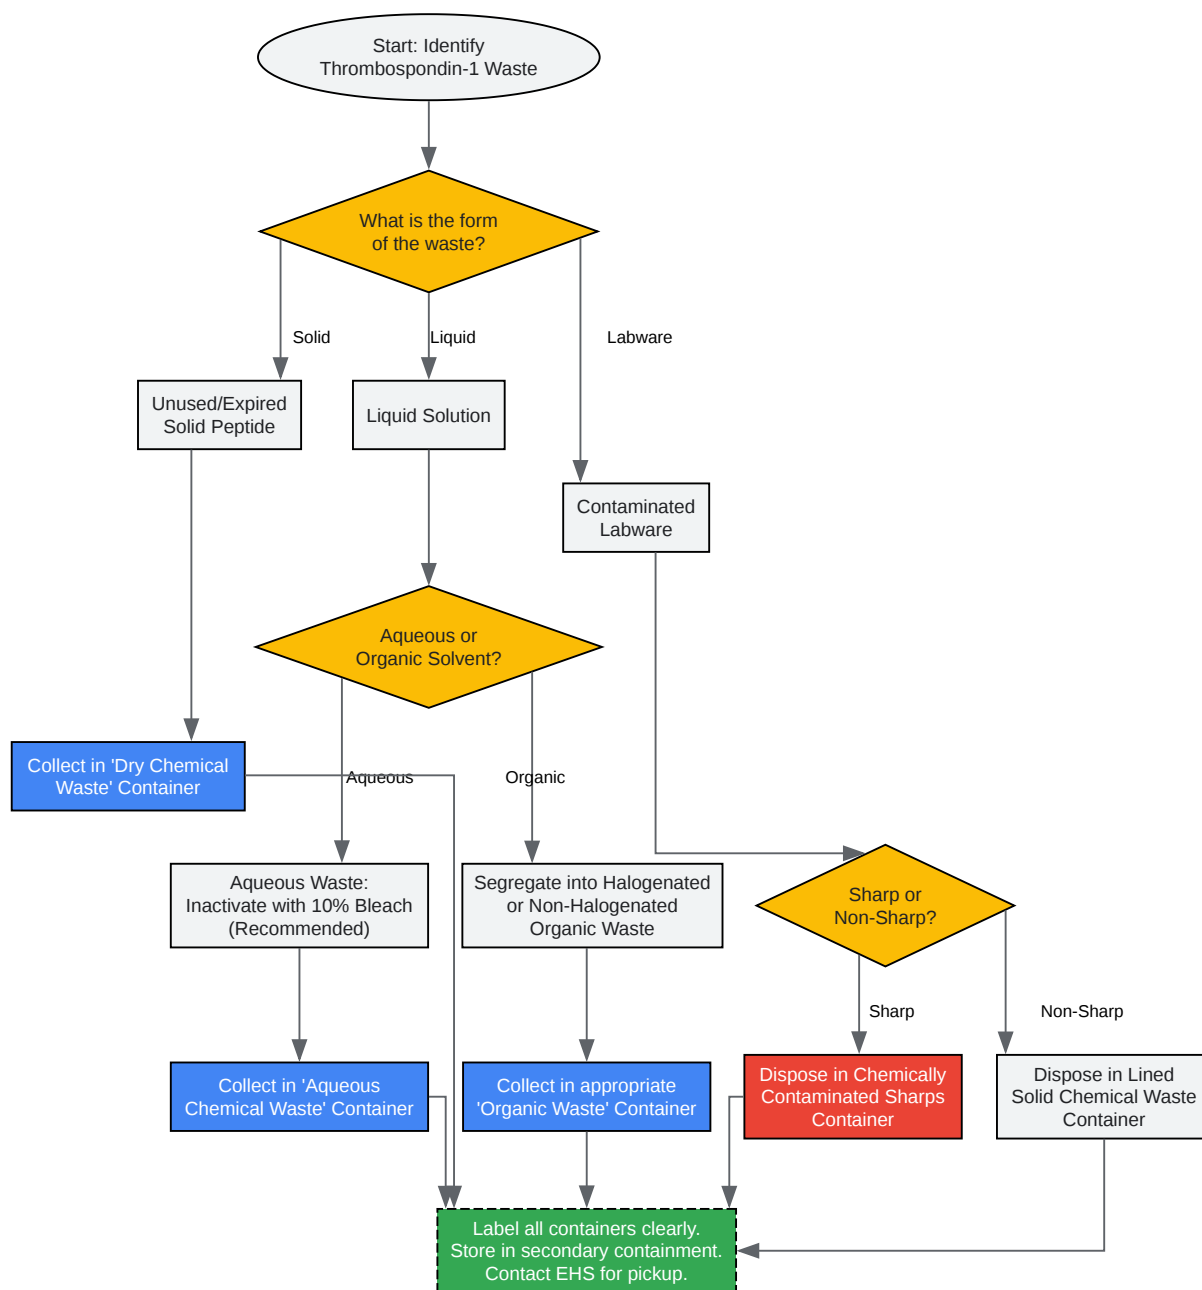 Start: Identify
Thrombospondin-1 Waste
What is the form
of the waste?
Solid
Liquid
Labware
Unused/Expired
Solid Peptide
Liquid Solution
Contaminated
Labware
Aqueous or
Organic Solvent?
Collect in 'Dry Chemical
Waste' Container
Aqueous
Organic
Aqueous Waste:
Inactivate with 10% Bleach
(Recommended)
Segregate into Halogenated
or Non-Halogenated
Organic Waste
Sharp or
Non-Sharp?
Sharp
Non-Sharp
Collect in 'Aqueous
Chemical Waste' Container
Collect in appropriate
'Organic Waste' Container
Dispose in Chemically
Contaminated Sharps
Container
Dispose in Lined
Solid Chemical Waste
Container
Label all containers clearly.
Store in secondary containment.
Contact EHS for pickup.